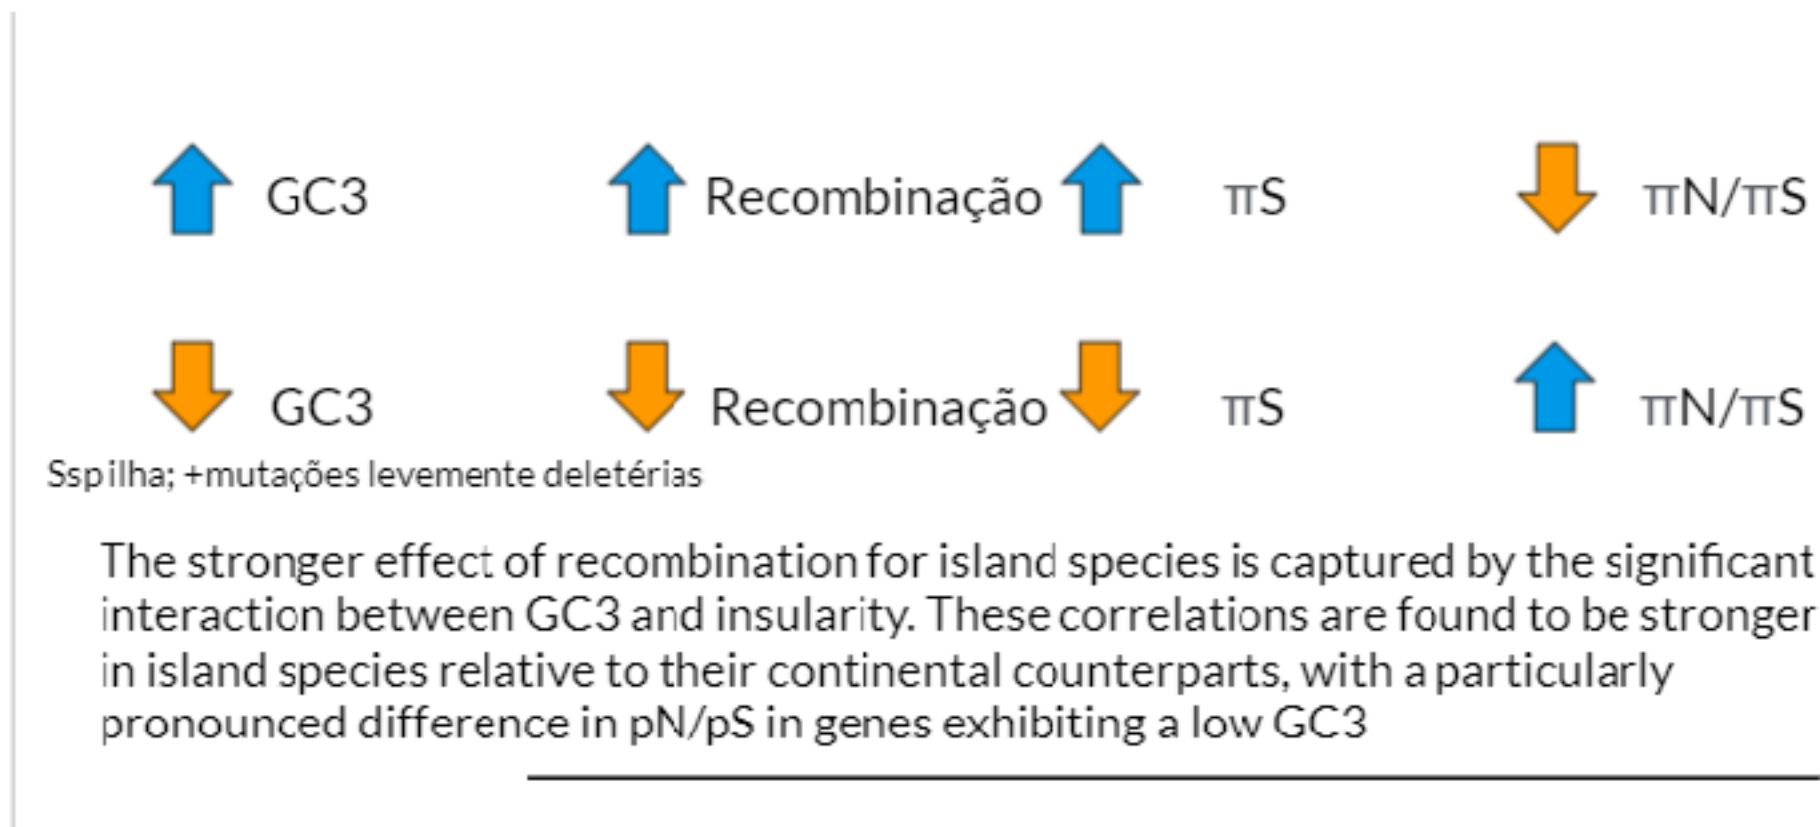 GC3 Recombinação πS πN/πS
GC3 Recombinação πS πN/πS
Ssp ilha; +mutações levemente deletérias
The stronger effect of recombination for island species is captured by the significant
interaction between GC3 and insularity. These correlations are found to be stronger
in island species relative to their continental counterparts, with a particularly
pronounced difference in pN/pS in genes exhibiting a low GC3